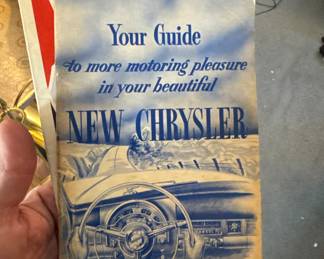 Your Guide
to more motoring pleasure
in your beautiful
NEW CHRYSLER